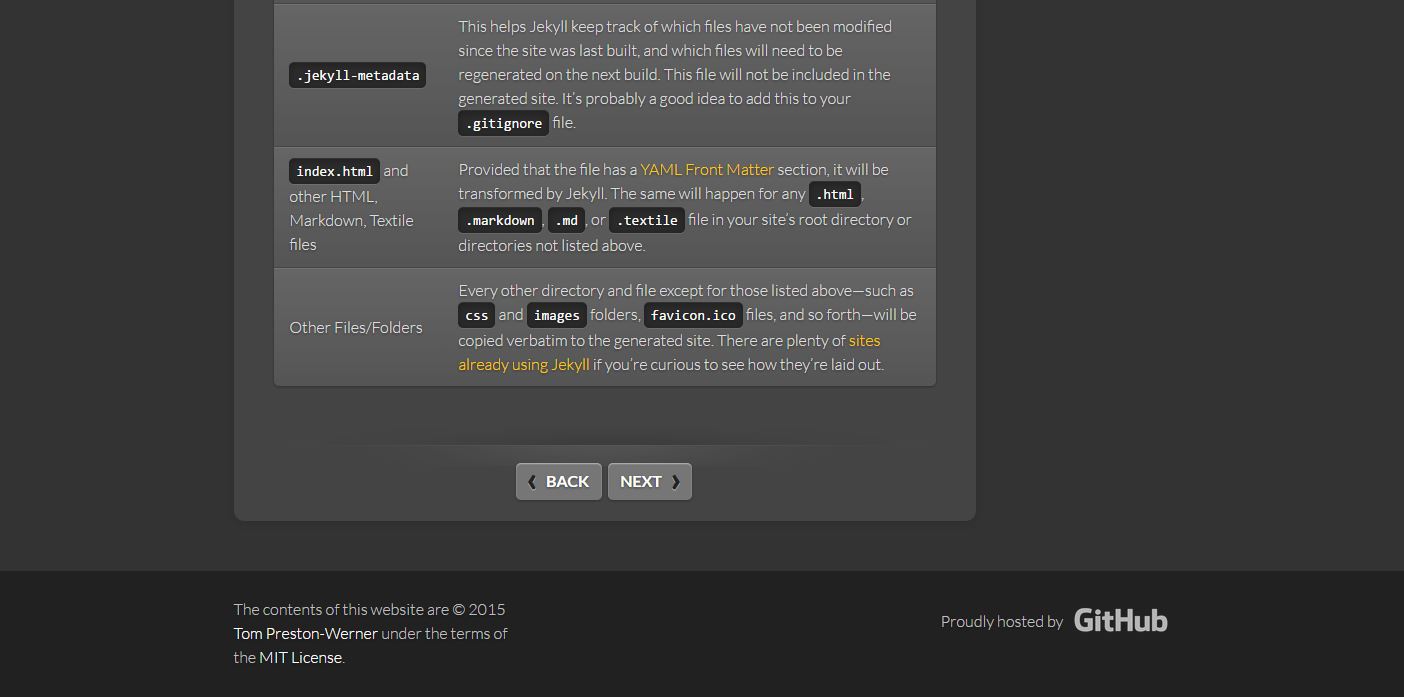 .jekyll-metadata
This helps Jekyll keep track of which files have not been modified
since the site was last built, and which files will need to be
regenerated on the next build. This file will not be included in the
generated site. It’s probably a good idea to add this to your
.gitignore file.
index.html and
other HTML,
Markdown, Textile
files
Provided that the file has a YAML Front Matter section, it will be
transformed by Jekyll. The same will happen for any .html,
.markdown, .md, or .textile file in your site’s root directory or
directories not listed above.
Other Files/Folders
Every other directory and file except for those listed above—such as
css and images folders, favicon.ico files, and so forth—will be
copied verbatim to the generated site. There are plenty of sites
already using Jekyll if you’re curious to see how they’re laid out.
BACK
NEXT
The contents of this website are © 2015
Tom Preston-Werner under the terms of
the MIT License.
Proudly hosted by GitHub